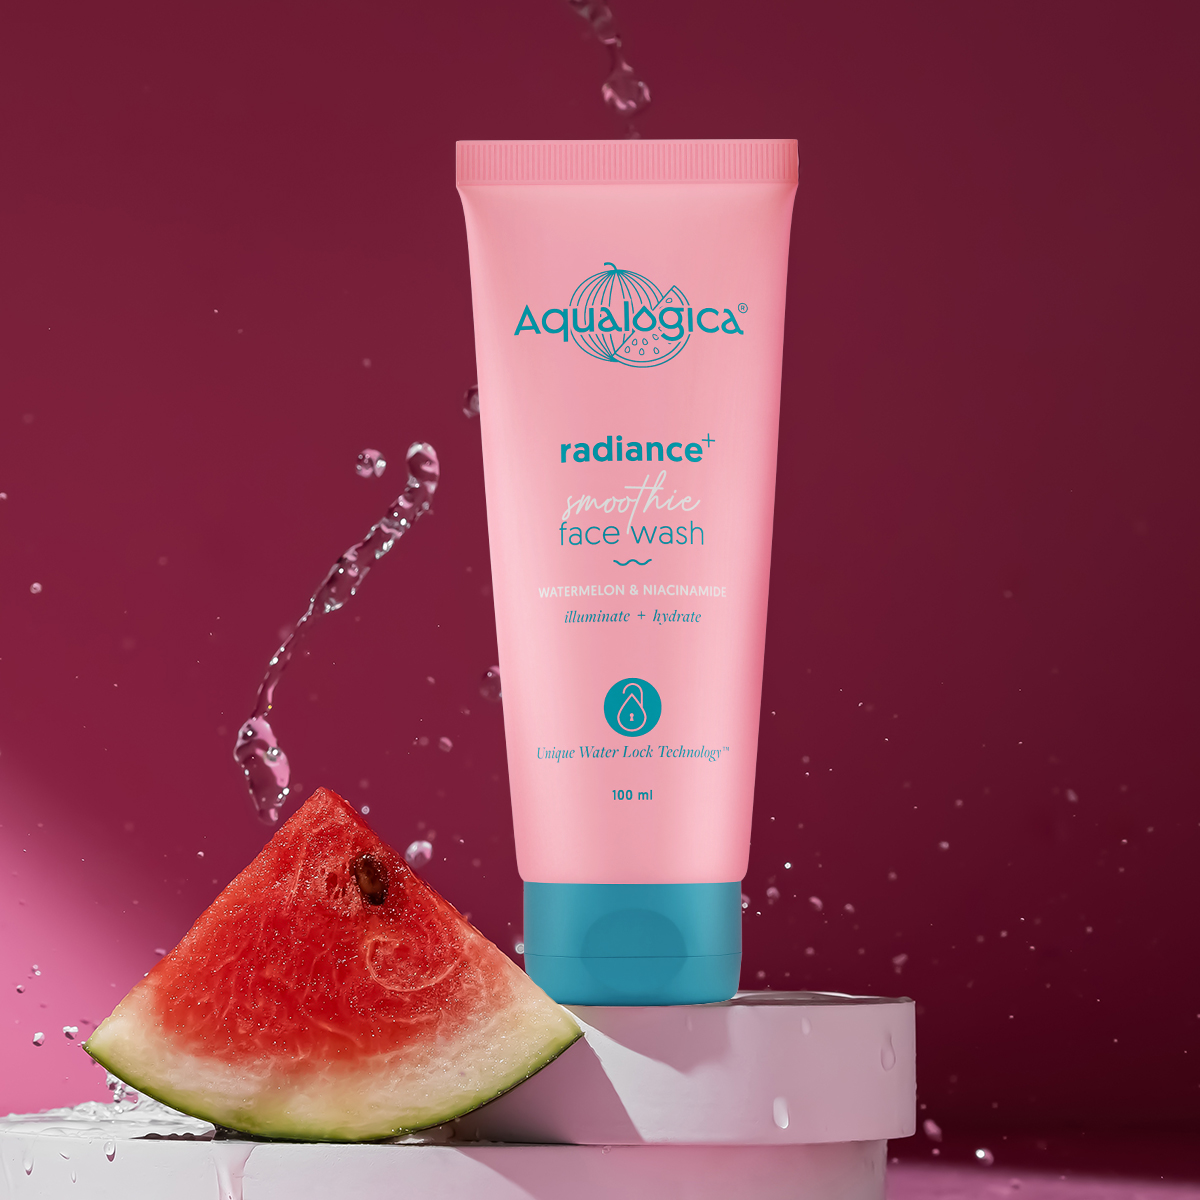 Aqualogica®
radiance+
smoothie
face wash
WATERMELON & NIACINAMIDE
illuminate + hydrate
Unique Water Lock Technology™
100 ml